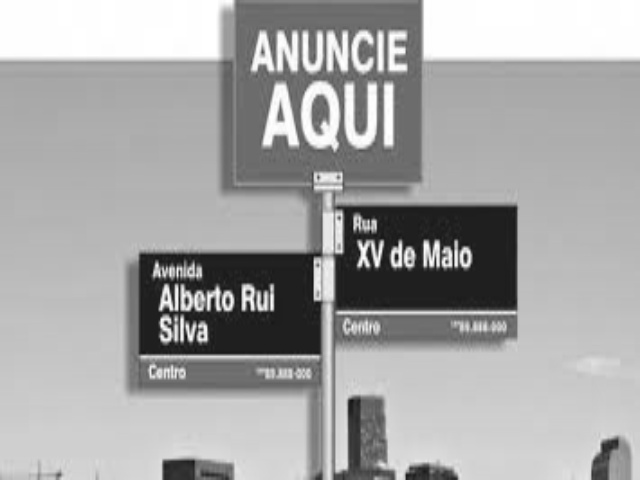 ANUNCIE
AQUI
Rua
XV de Maio
Centro
Avenida
Alberto Rui
Silva
Centro